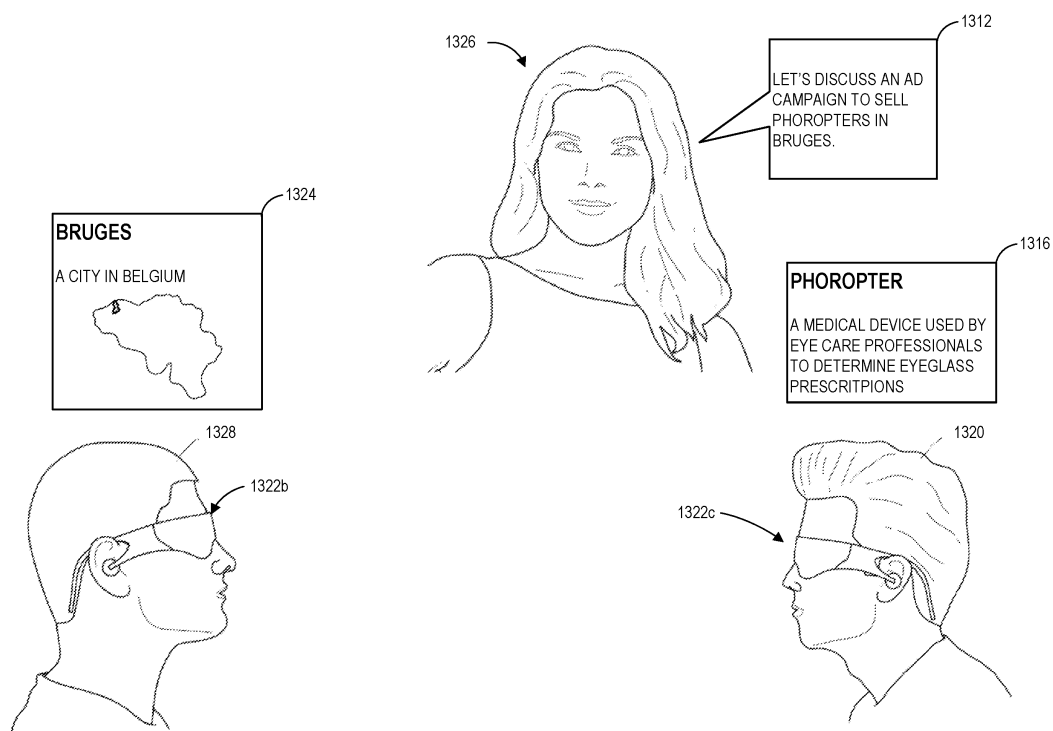 1312
1326
LET'S DISCUSS AN AD
CAMPAIGN TO SELL
PHOROPTERS IN
BRUGES.
1324
BRUGES
A CITY IN BELGIUM
1316
PHOROPTER
A MEDICAL DEVICE USED BY
EYE CARE PROFESSIONALS
TO DETERMINE EYEGLASS
PRESCRITPIONS
1328
1322b
1320
1322c